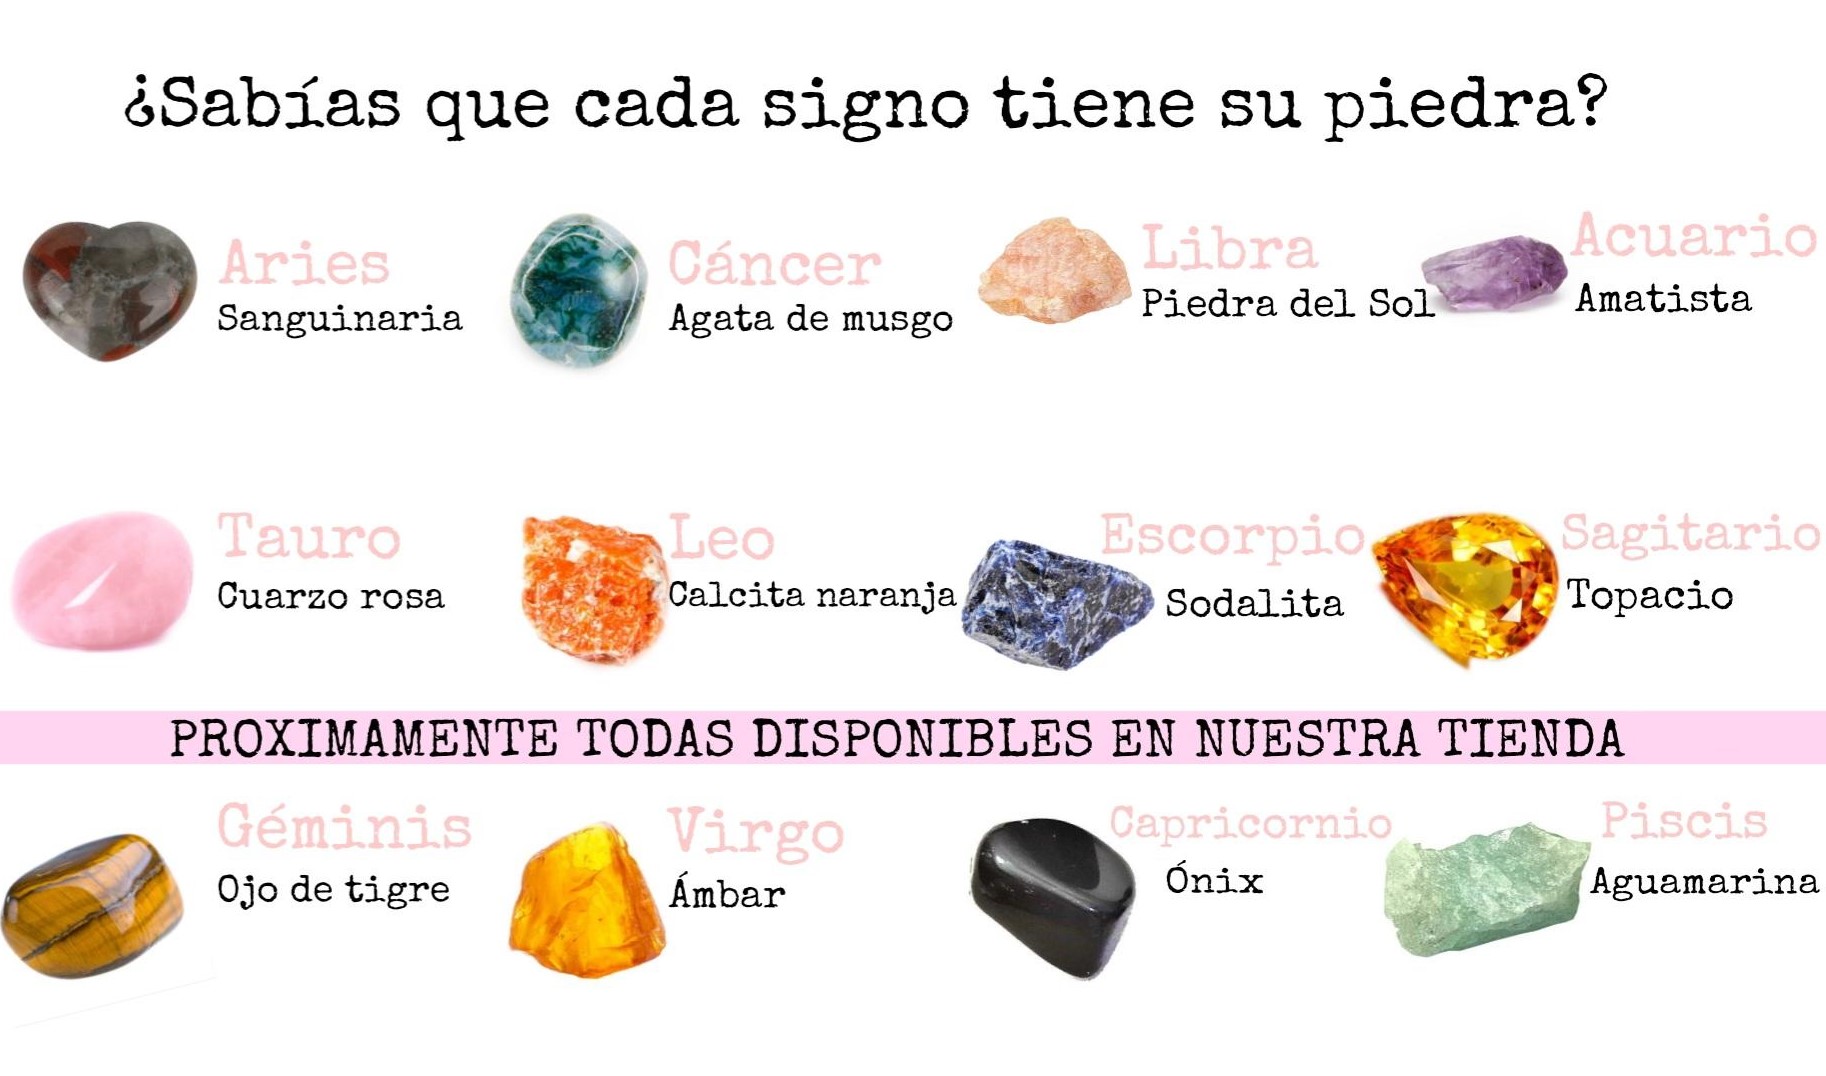 ¿Sabías que cada signo tiene su piedra?
Aries
Sanguinaria
Cáncer
Agata de musgo
Libra
Piedra del Sol
Acuario
Amatista
Tauro
Cuarzo rosa
Leo
Calcita naranja
Escorpio
Sodalita
Sagitario
Topacio
PROXIMAMENTE TODAS DISPONIBLES EN NUESTRA TIENDA
Géminis
Ojo de tigre
Virgo
Ámbar
Capricornio
Ónix
Piscis
Aguamarina